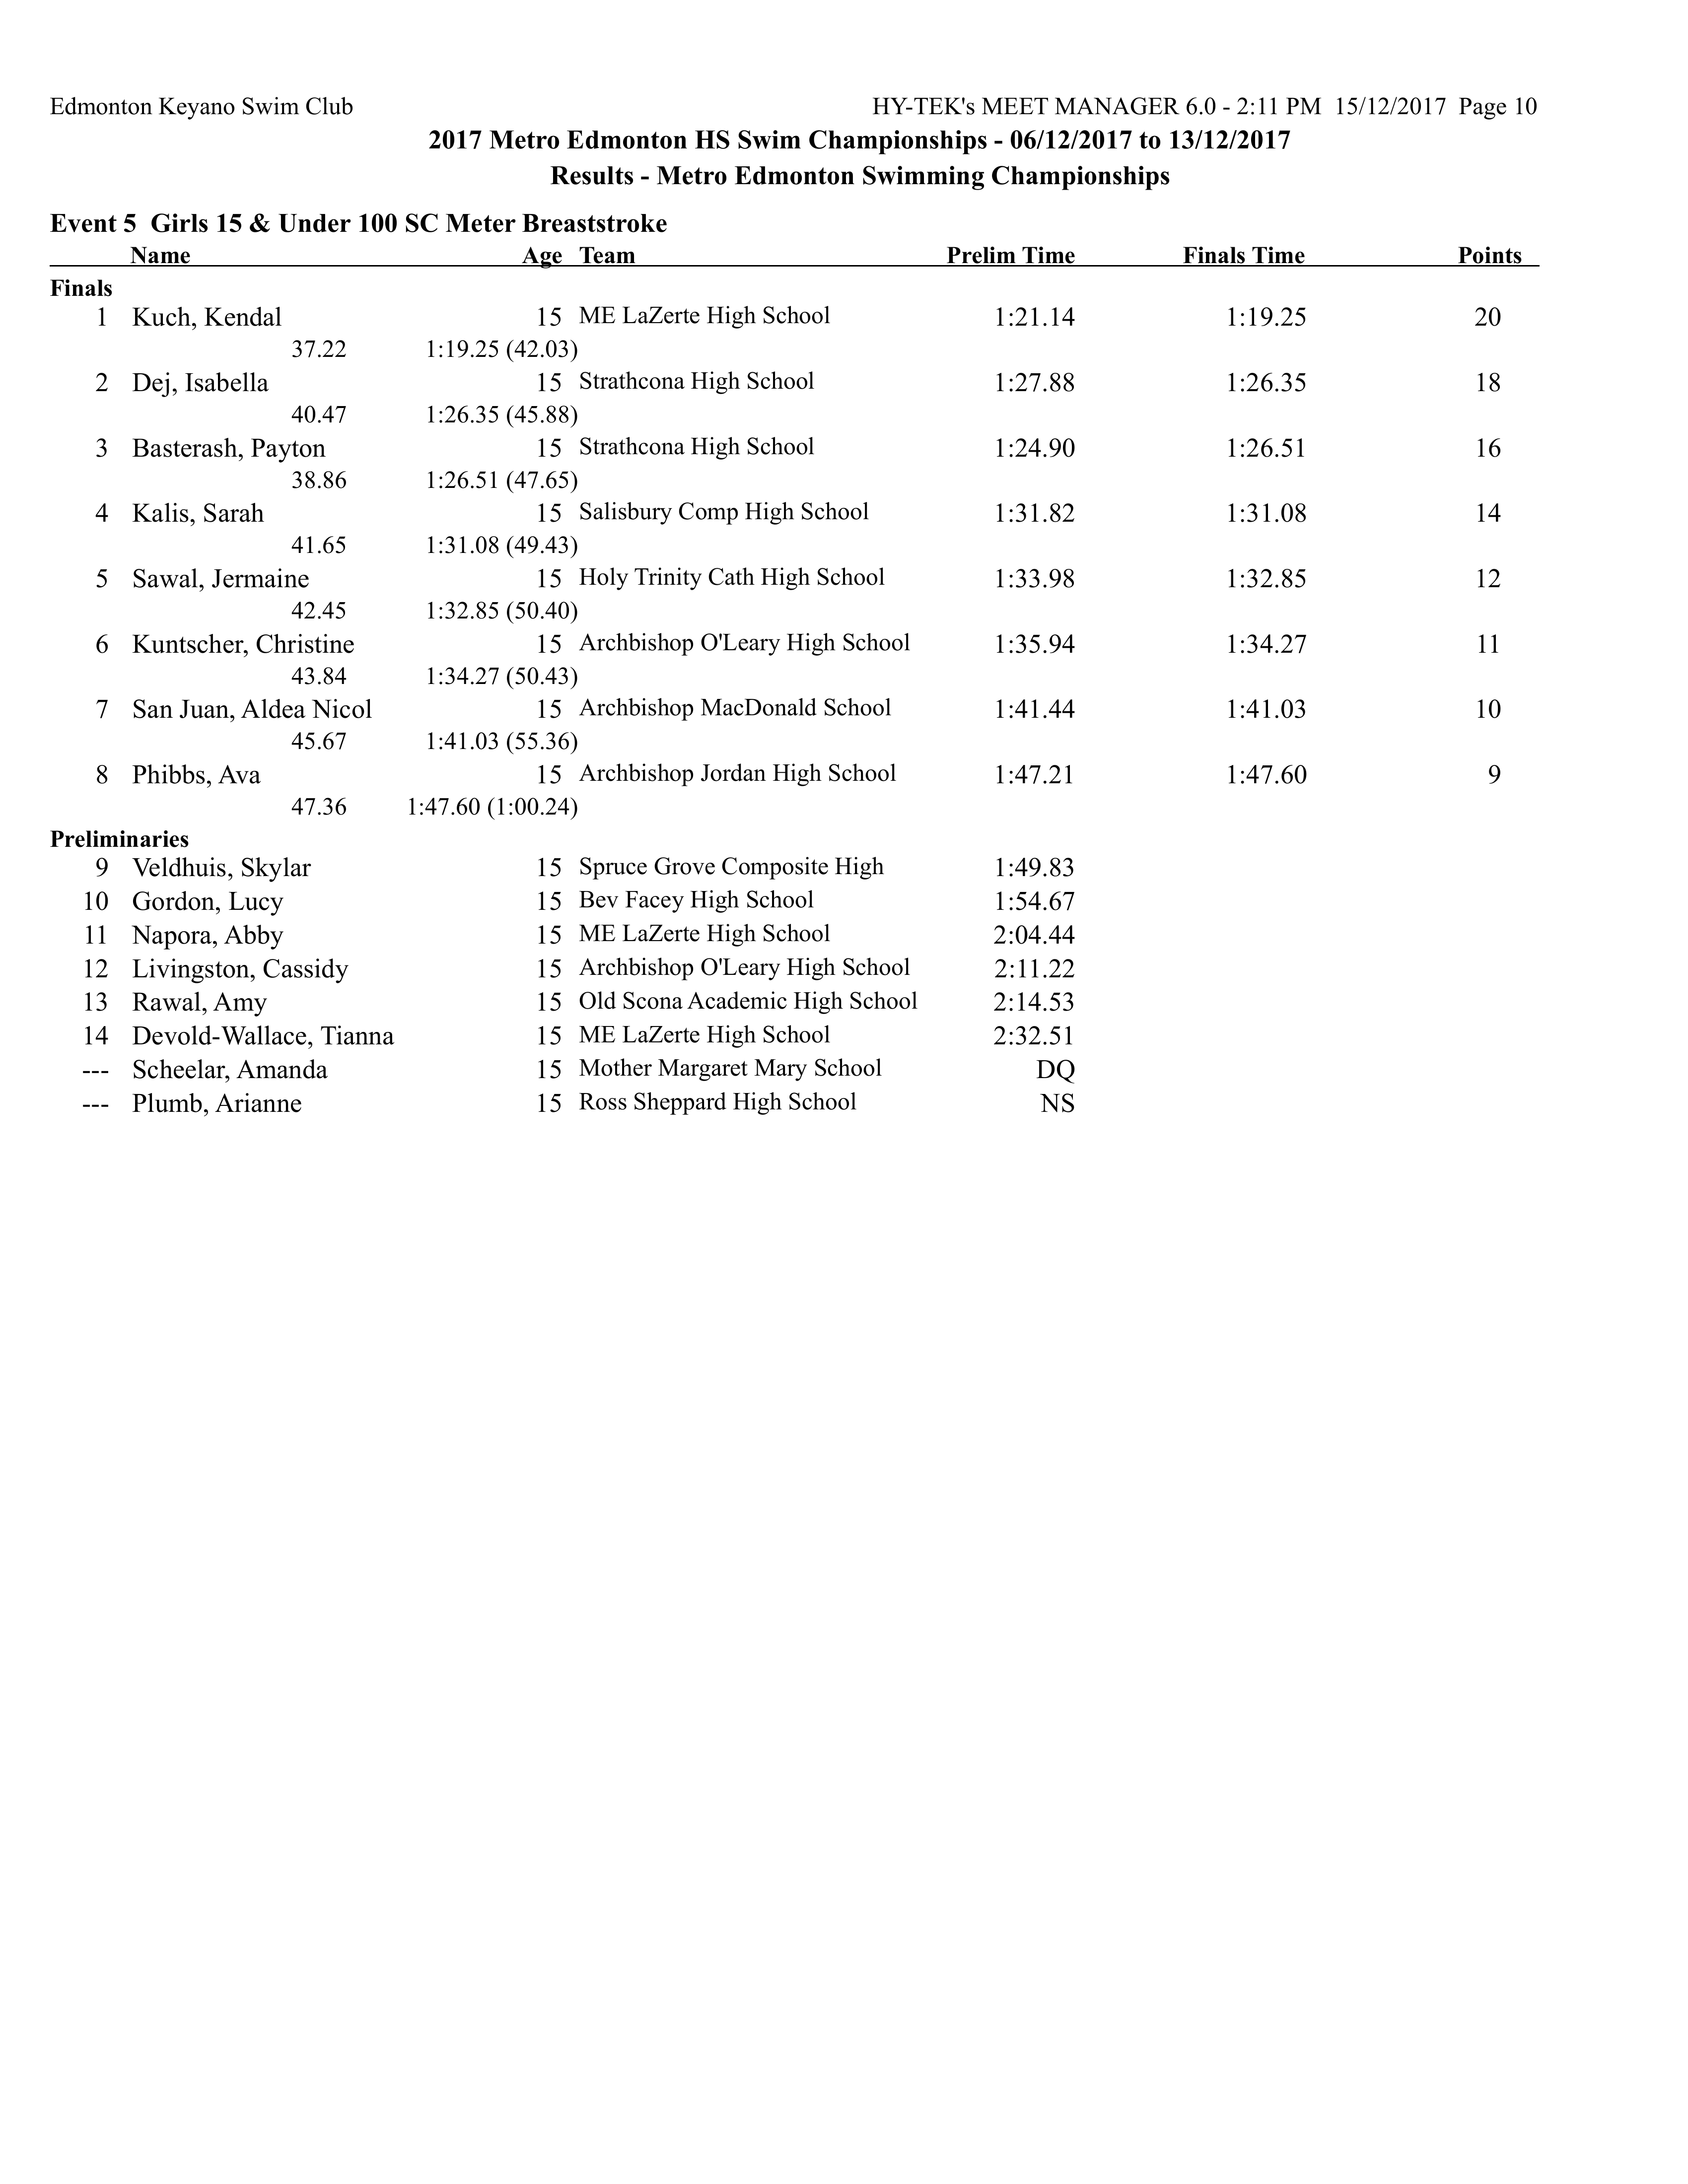 Edmonton Keyano Swim Club HY-TEK's MEET MANAGER 6.0 - 2:11 PM 15/12/2017 Page 10
2017 Metro Edmonton HS Swim Championships - 06/12/2017 to 13/12/2017
Results - Metro Edmonton Swimming Championships
Event 5 Girls 15 & Under 100 SC Meter Breaststroke
Name Age Team Prelim Time Finals Time Points
Finals
1 Kuch, Kendal 15 ME LaZerte High School 1:21.14 1:19.25 20
37.22 1:19.25 (42.03)
2 Dej, Isabella 15 Strathcona High School 1:27.88 1:26.35 18
40.47 1:26.35 (45.88)
3 Basterash, Payton 15 Strathcona High School 1:24.90 1:26.51 16
38.86 1:26.51 (47.65)
4 Kalis, Sarah 15 Salisbury Comp High School 1:31.82 1:31.08 14
41.65 1:31.08 (49.43)
5 Sawal, Jermaine 15 Holy Trinity Cath High School 1:33.98 1:32.85 12
42.45 1:32.85 (50.40)
6 Kuntscher, Christine 15 Archbishop O'Leary High School 1:35.94 1:34.27 11
43.84 1:34.27 (50.43)
7 San Juan, Aldea Nicol 15 Archbishop MacDonald School 1:41.44 1:41.03 10
45.67 1:41.03 (55.36)
8 Phibbs, Ava 15 Archbishop Jordan High School 1:47.21 1:47.60 9
47.36 1:47.60 (1:00.24)
Preliminaries
9 Veldhuis, Skylar 15 Spruce Grove Composite High 1:49.83
10 Gordon, Lucy 15 Bev Facey High School 1:54.67
11 Napora, Abby 15 ME LaZerte High School 2:04.44
12 Livingston, Cassidy 15 Archbishop O'Leary High School 2:11.22
13 Rawal, Amy 15 Old Scona Academic High School 2:14.53
14 Devold-Wallace, Tianna 15 ME LaZerte High School 2:32.51
--- Scheelar, Amanda 15 Mother Margaret Mary School DQ
--- Plumb, Arianne 15 Ross Sheppard High School NS